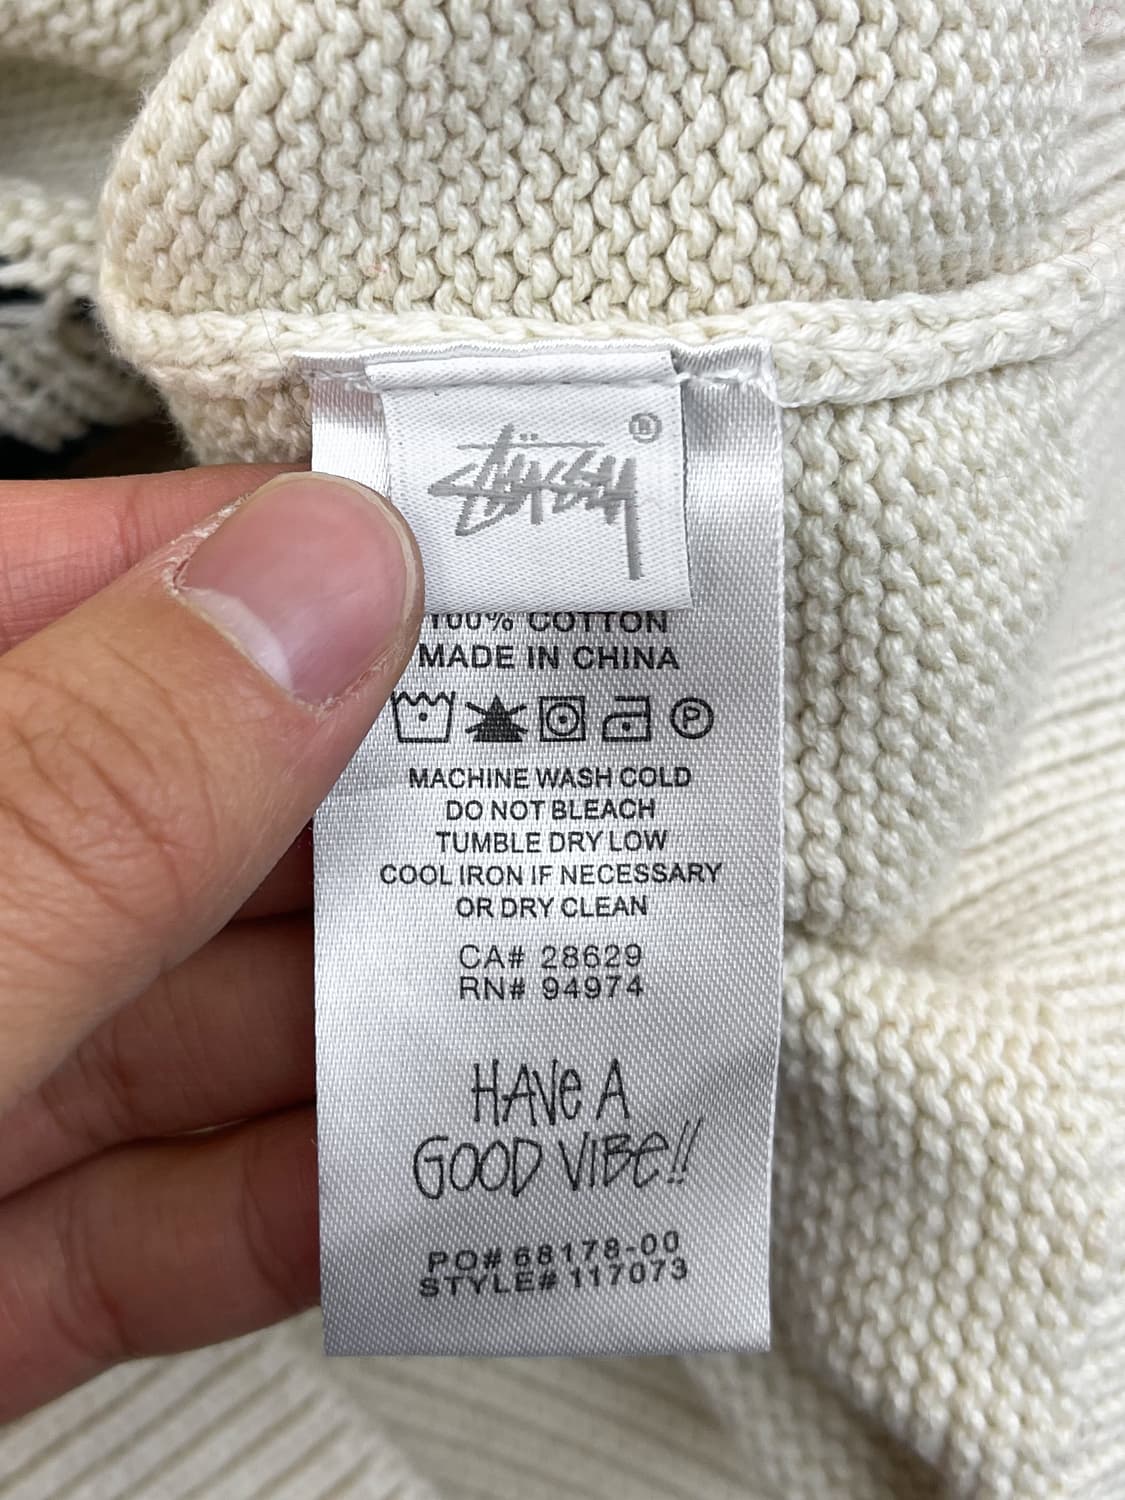 Stüssy ®
100% COTTON
MADE IN CHINA
P
MACHINE WASH COLD
DO NOT BLEACH
TUMBLE DRY LOW
COOL IRON IF NECESSARY
OR DRY CLEAN
CA# 28629
RN# 94974
HAVe A
GOOD VIBe!!
PO# 68178-00
STYLE# 117073